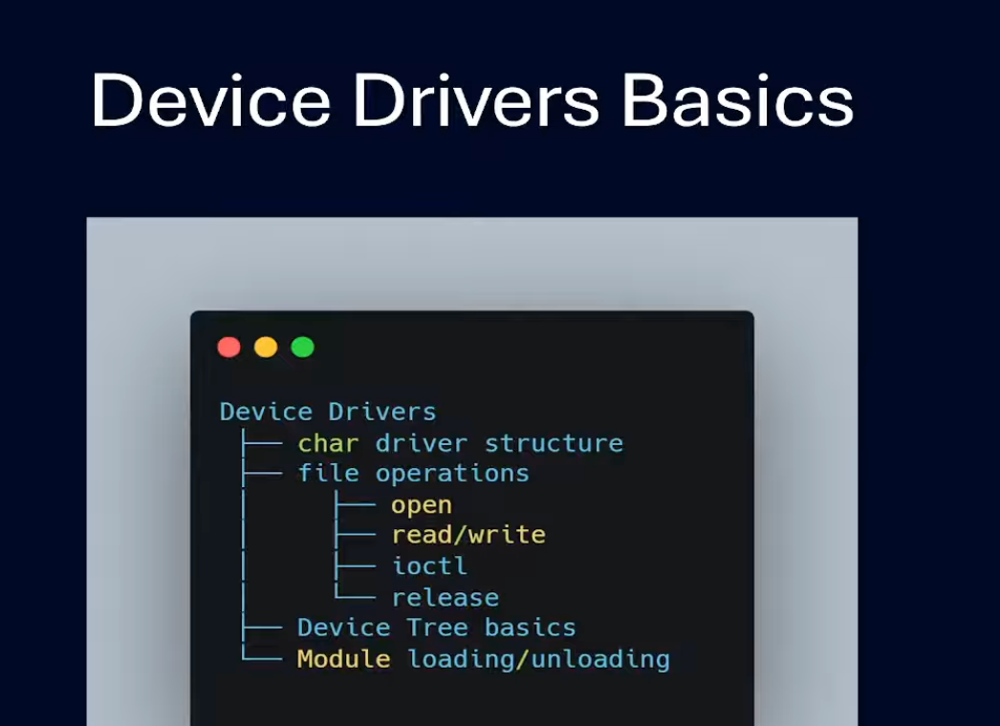 Device Drivers Basics
Device Drivers
├── char driver structure
├── file operations
│     ├── open
│     ├── read/write
│     ├── ioctl
│     └── release
├── Device Tree basics
└── Module loading/unloading